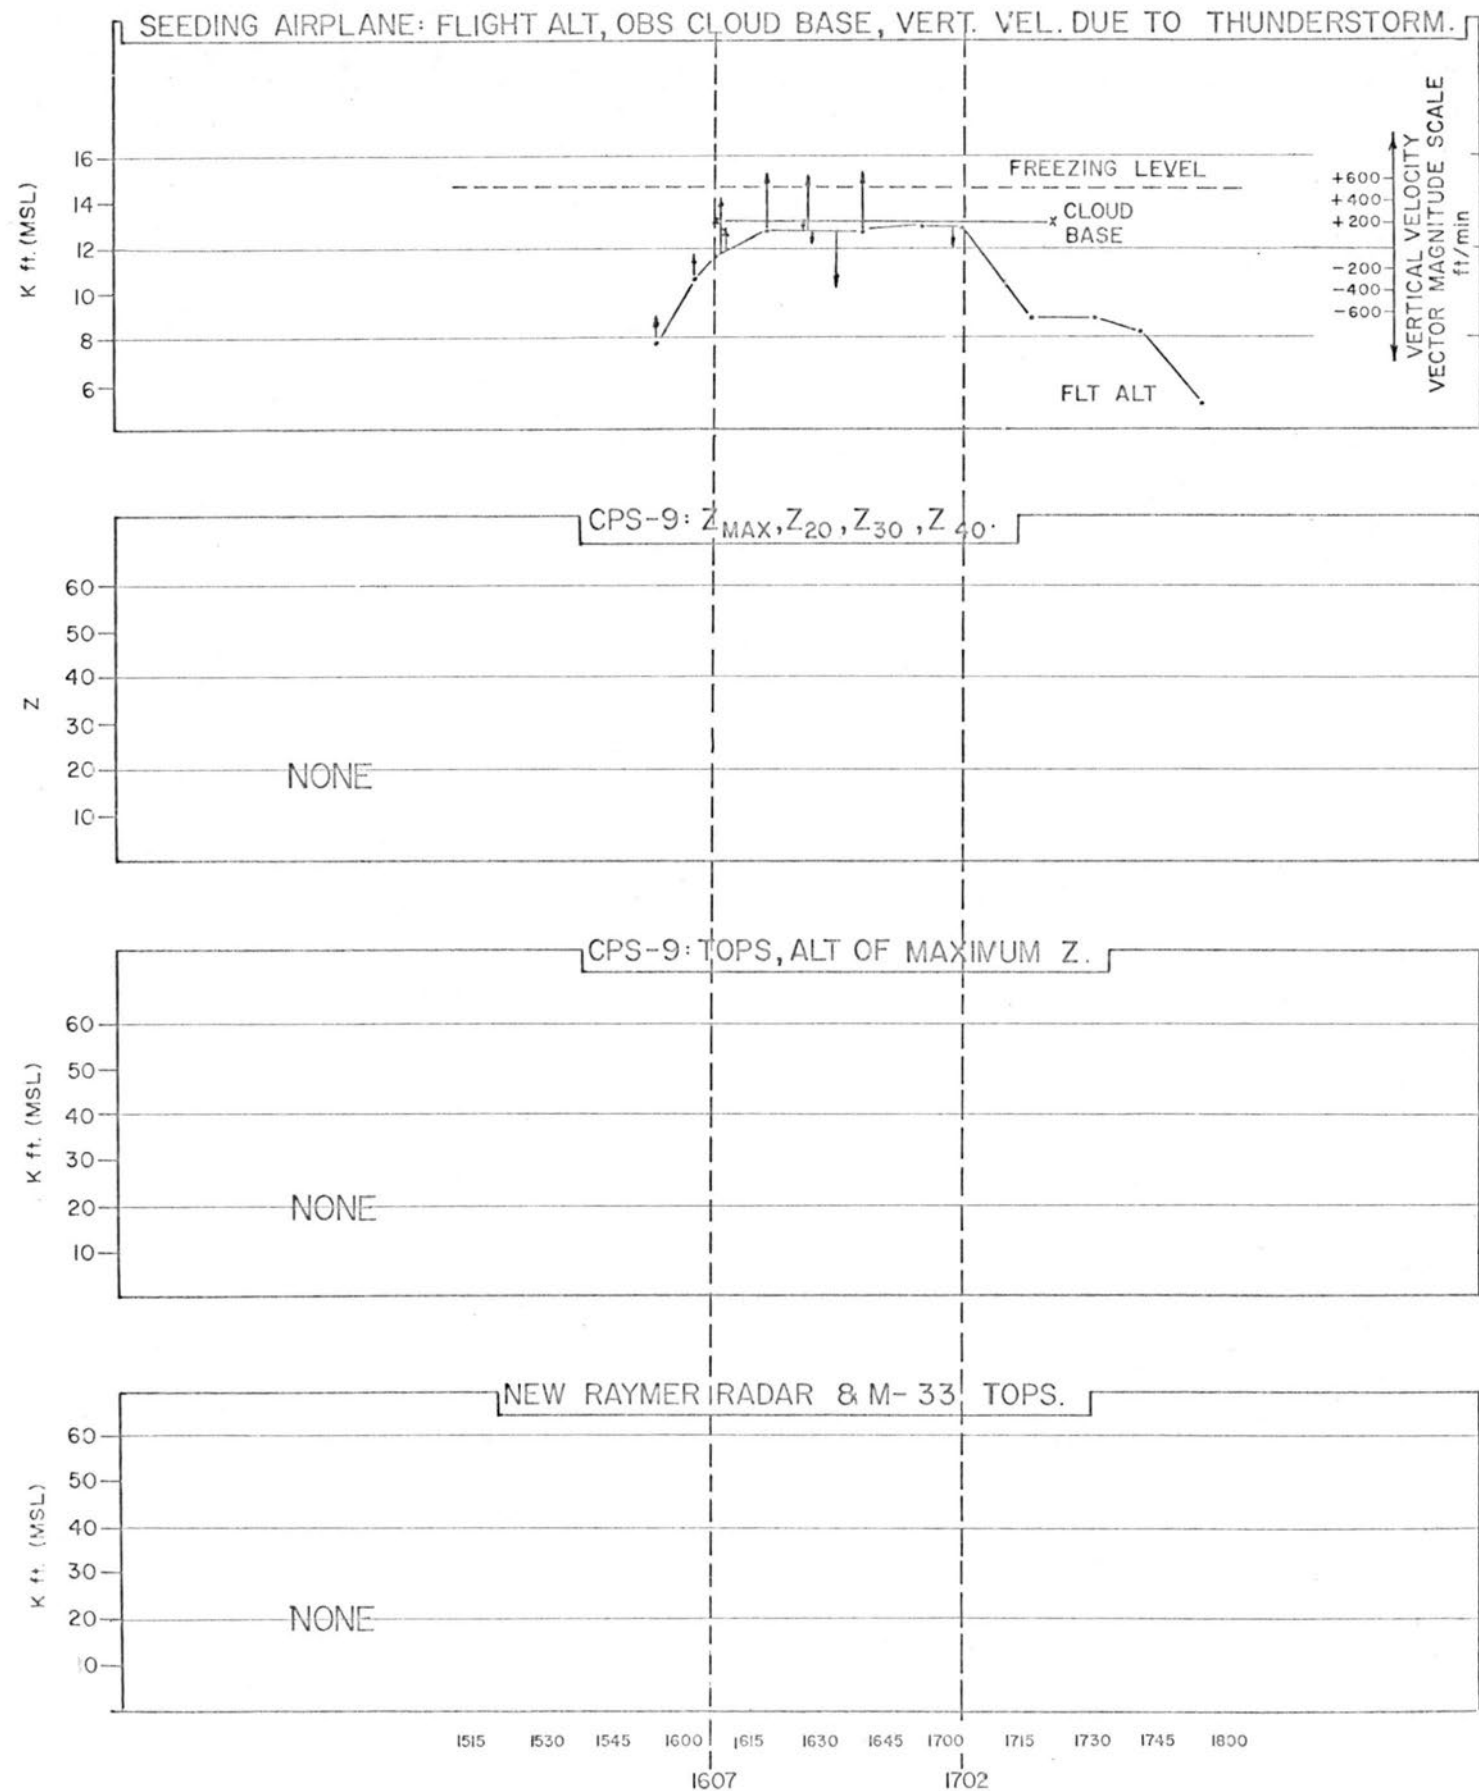 SEEDING AIRPLANE: FLIGHT ALT, OBS CLOUD BASE, VERT. VEL. DUE TO THUNDERSTORM.
K ft. (MSL)
16
14
12
10
8
6
FREEZING LEVEL
CLOUD
BASE
FLT ALT
+600
+400
+200
-200
-400
-600
VERTICAL VELOCITY
VECTOR MAGNITUDE SCALE
ft/min
CPS-9: Z MAX, Z20, Z30, Z40.
Z
60
50
40
30
20
10
NONE
CPS-9: TOPS, ALT OF MAXIMUM Z.
K ft. (MSL)
60
50
40
30
20
10
NONE
NEW RAYMER RADAR & M-33 TOPS.
K ft. (MSL)
60
50
40
30
20
10
NONE
1515 1530 1545 1600 1615 1630 1645 1700 1715 1730 1745 1800
1607 1702